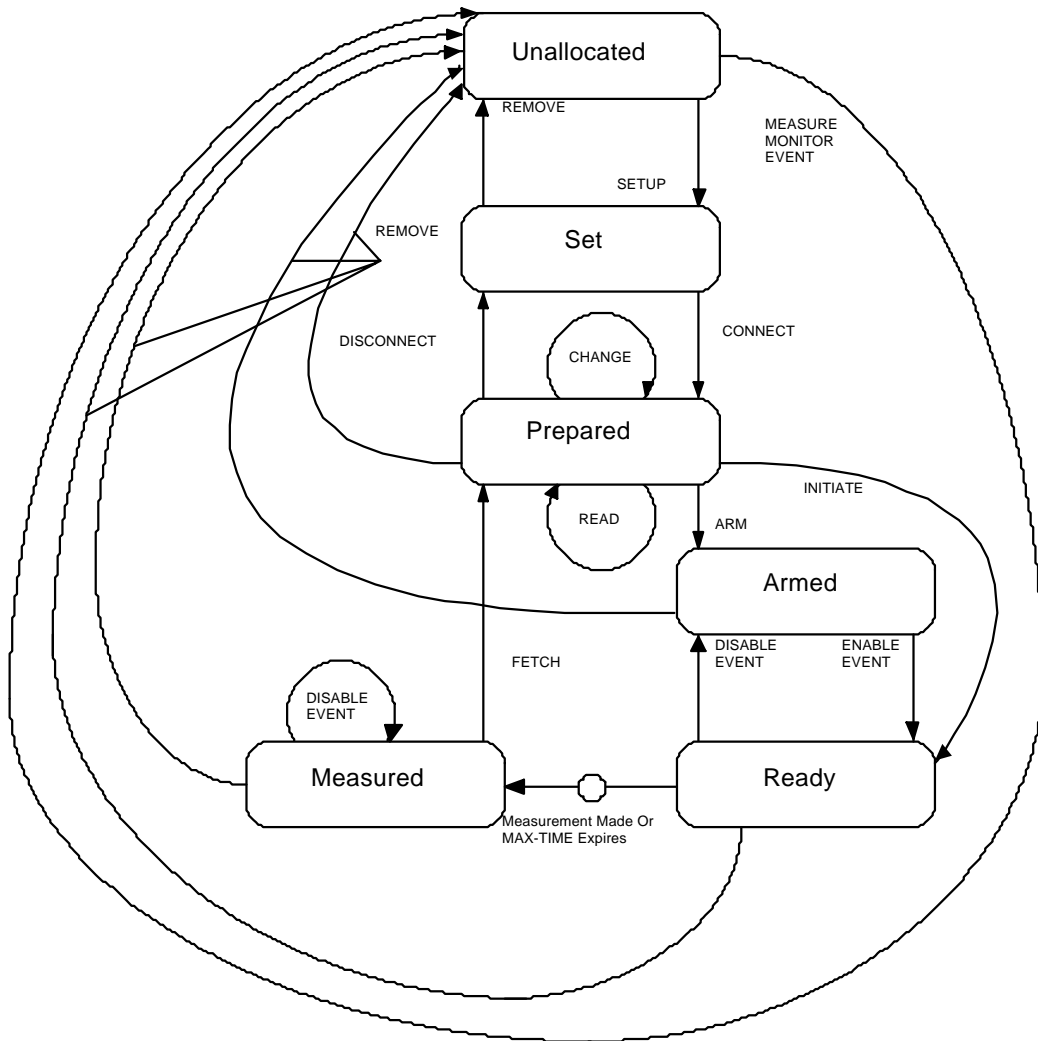 Unallocated
REMOVE
MEASURE
MONITOR
EVENT
SETUP
REMOVE
Set
DISCONNECT
CONNECT
CHANGE
Prepared
INITIATE
READ
ARM
Armed
FETCH
DISABLE
EVENT
ENABLE
EVENT
DISABLE
EVENT
Measured
Ready
Measurement Made Or
MAX-TIME Expires